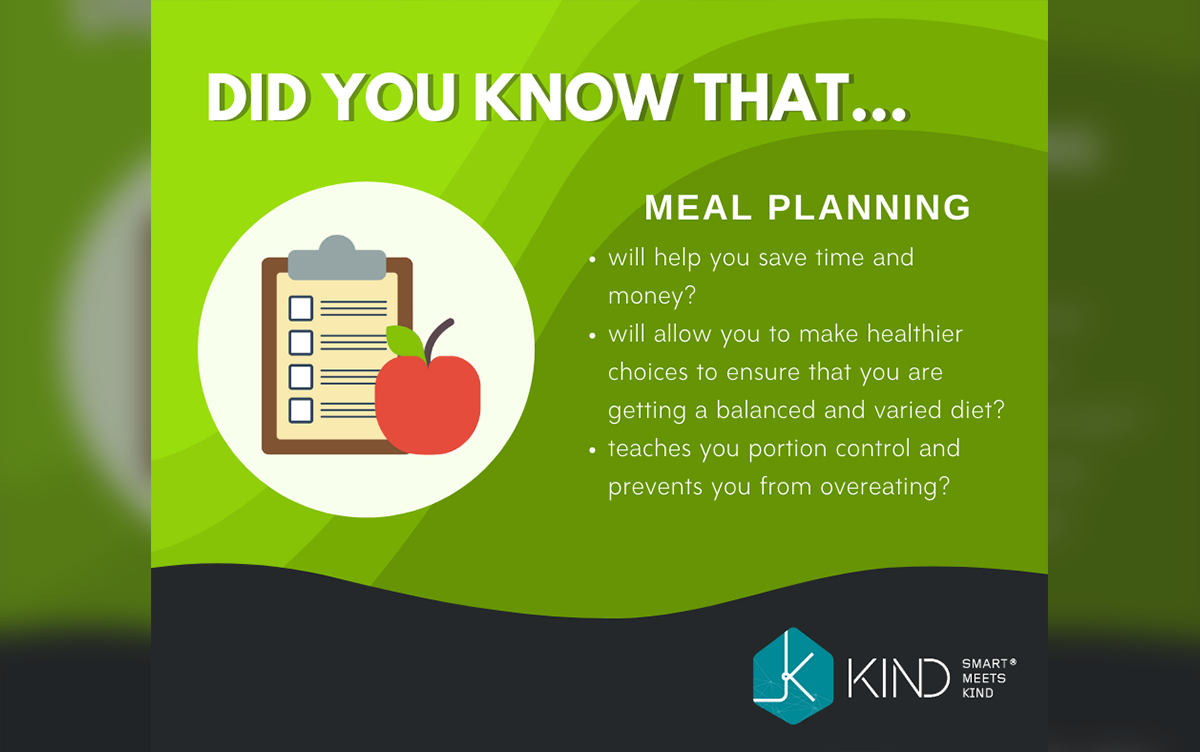 DID YOU KNOW THAT...
MEAL PLANNING
• will help you save time and
money?
• will allow you to make healthier
choices to ensure that you are
getting a balanced and varied diet?
• teaches you portion control and
prevents you from overeating?
KIND
SMART®
MEETS
KIND